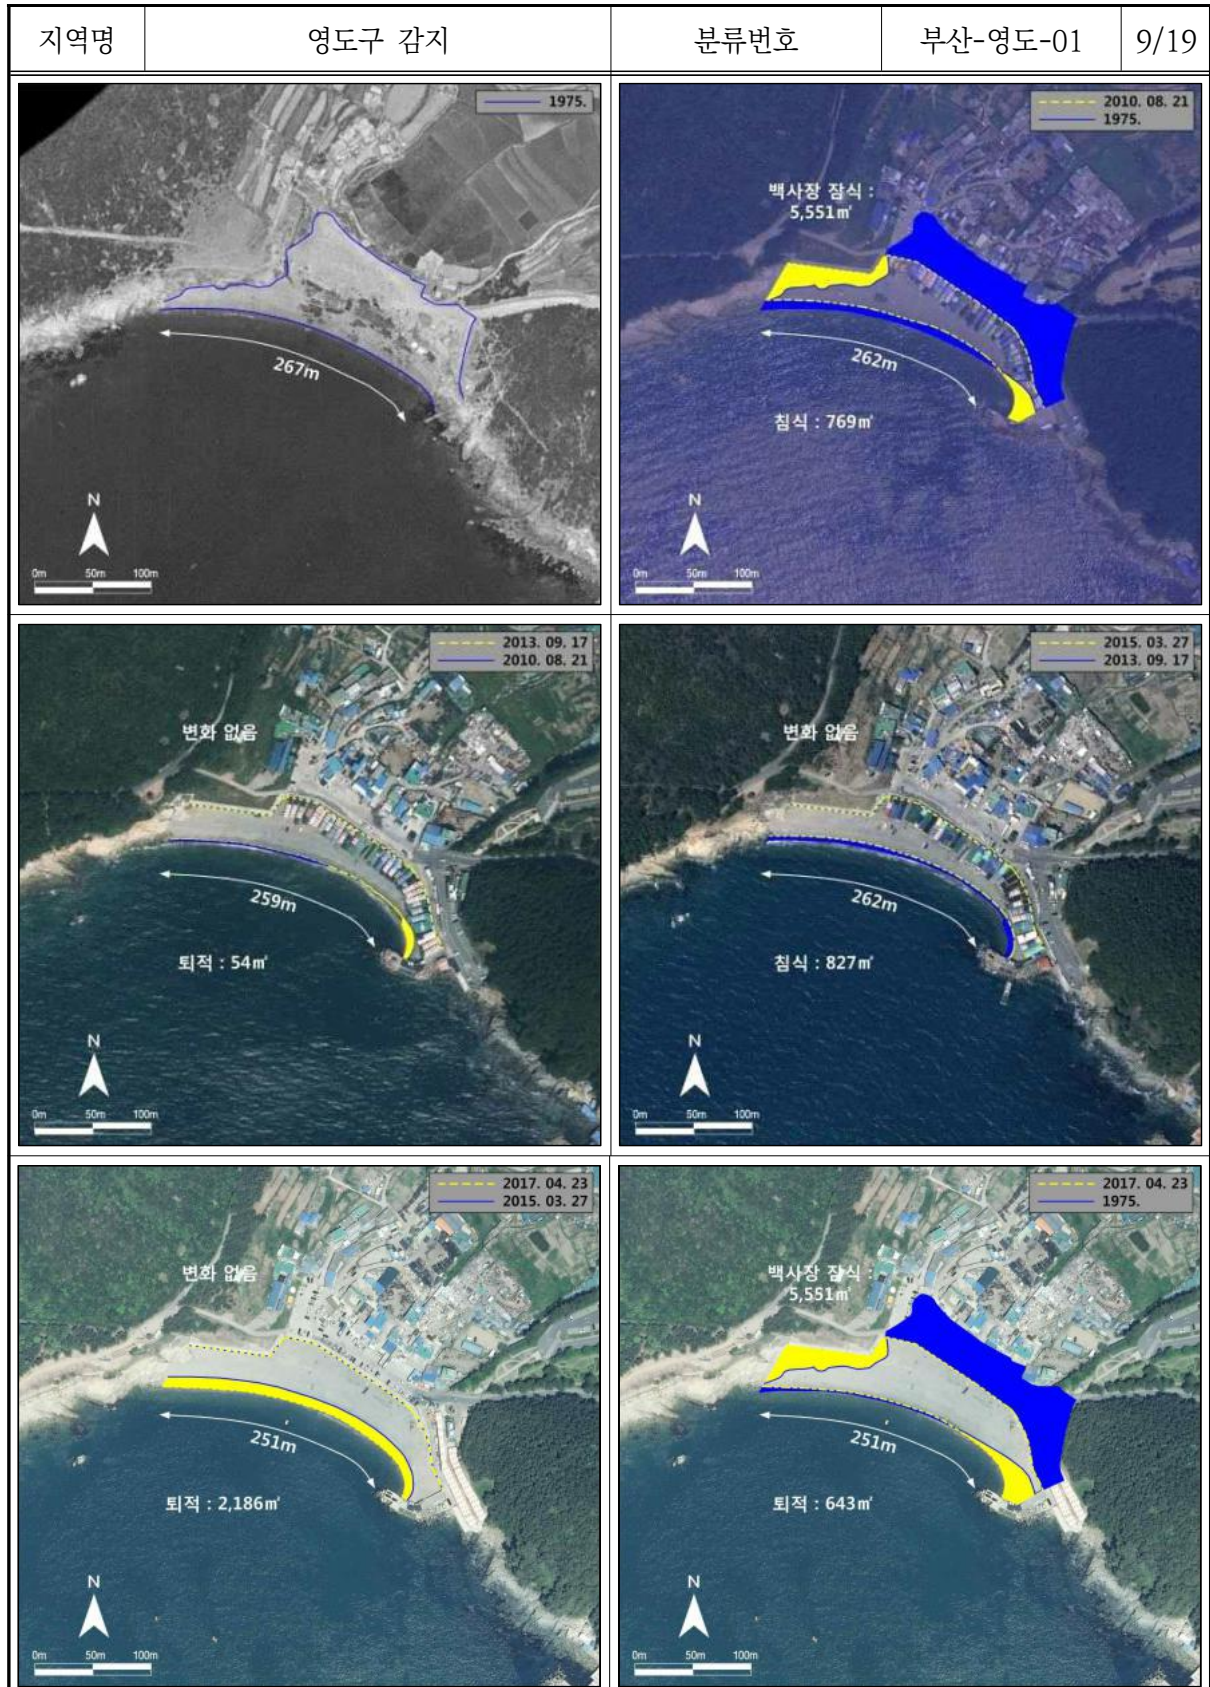 지역명 영도구 감지 분류번호 부산-영도-01 9/19
1975.
267m
N
0m 50m 100m
2010. 08. 21
1975.
백사장 잠식 :
5,551㎡
262m
침식 : 769㎡
N
0m 50m 100m
2013. 09. 17
2010. 08. 21
변화 없음
259m
퇴적 : 54㎡
N
0m 50m 100m
2015. 03. 27
2013. 09. 17
변화 없음
262m
침식 : 827㎡
N
0m 50m 100m
2017. 04. 23
2015. 03. 27
변화 없음
251m
퇴적 : 2,186㎡
N
0m 50m 100m
2017. 04. 23
1975.
백사장 잠식 :
5,551㎡
251m
퇴적 : 643㎡
N
0m 50m 100m